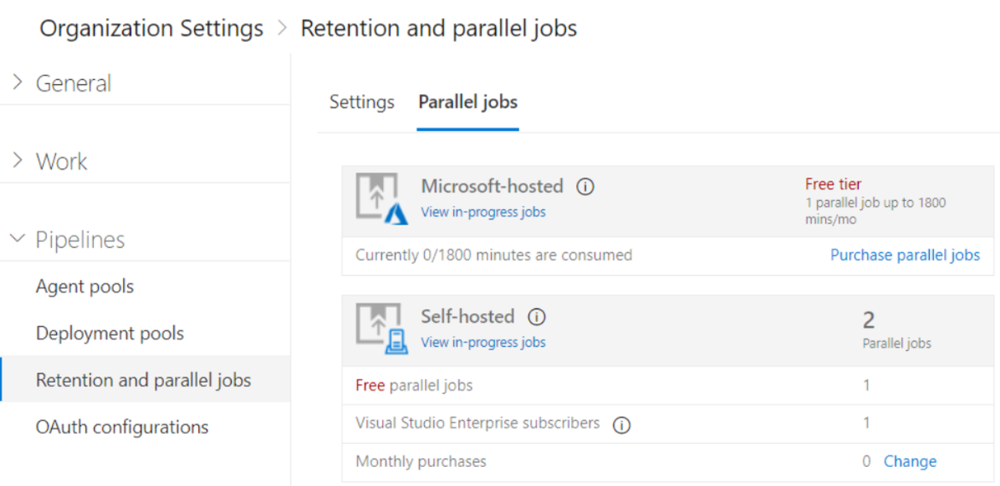 Organization Settings > Retention and parallel jobs
General
Work
Pipelines
Agent pools
Deployment pools
Retention and parallel jobs
OAuth configurations
Settings Parallel jobs
Microsoft-hosted
View in-progress jobs
Free tier
1 parallel job up to 1800
mins/mo
Currently 0/1800 minutes are consumed Purchase parallel jobs
Self-hosted
View in-progress jobs
2
Parallel jobs
Free parallel jobs 1
Visual Studio Enterprise subscribers 1
Monthly purchases 0 Change